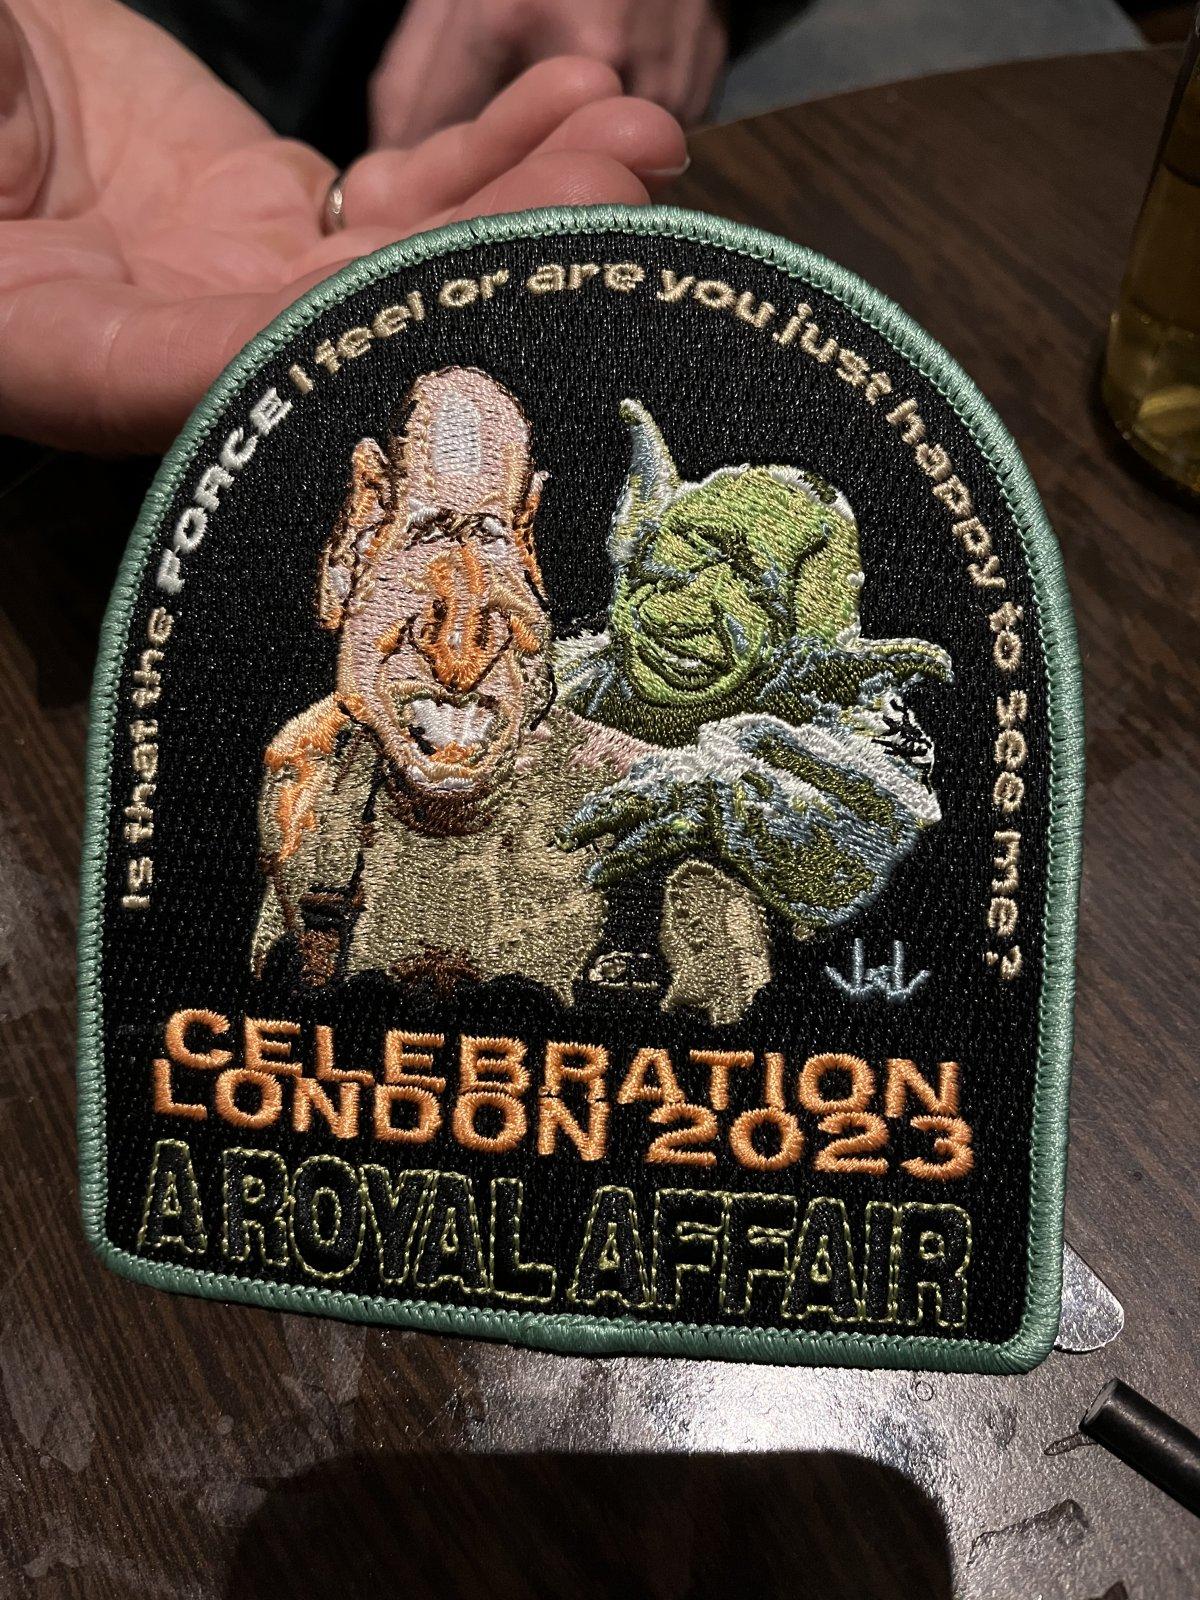 Is that the FORCE I feel or are you just happy to see me?
CELEBRATION
LONDON 2023
A ROYAL AFFAIR